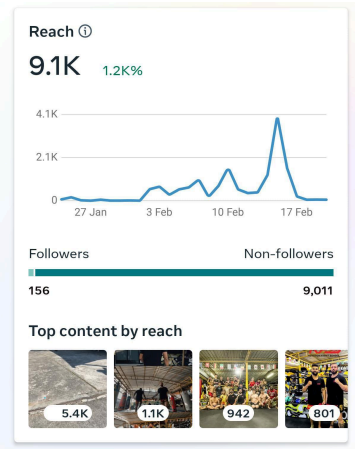 Reach
9.1K 1.2K%
4.1K
2.1K
0
27 Jan 3 Feb 10 Feb 17 Feb
Followers Non-followers
156 9,011
Top content by reach
5.4K 1.1K 942 801